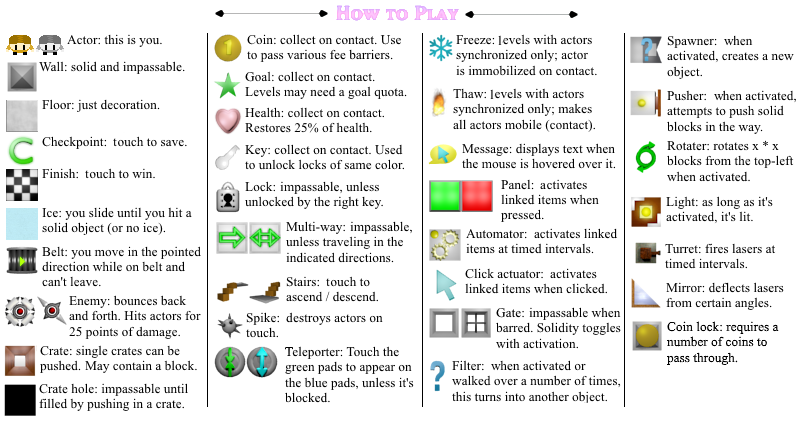 How to Play
Actor: this is you.
Wall: solid and impassable.
Floor: just decoration.
Checkpoint: touch to save.
Finish: touch to win.
Ice: you slide until you hit a
solid object (or no ice).
Belt: you move in the pointed
direction while on belt and
can't leave.
Enemy: bounces back
and forth. Hits actors for
25 points of damage.
Crate: single crates can be
pushed. May contain a block.
Crate hole: impassable until
filled by pushing in a crate.
Coin: collect on contact. Use
to pass various fee barriers.
Goal: collect on contact.
Levels may need a goal quota.
Health: collect on contact.
Restores 25% of health.
Key: collect on contact. Used
to unlock locks of same color.
Lock: impassable, unless
unlocked by the right key.
Multi-way: impassable,
unless traveling in the
indicated directions.
Stairs: touch to
ascend / descend.
Spike: destroys actors on
touch.
Teleporter: Touch the
green pads to appear on
the blue pads, unless it's
blocked.
Freeze: levels with actors
synchronized only; actor
is immobilized on contact.
Thaw: levels with actors
synchronized only; makes
all actors mobile (contact).
Message: displays text when
the mouse is hovered over it.
Panel: activates
linked items when
pressed.
Automator: activates linked
items at timed intervals.
Click actuator: activates
linked items when clicked.
Gate: impassable when
barred. Solidity toggles
with activation.
Filter: when activated or
walked over a number of times,
this turns into another object.
Spawner: when
activated, creates a new
object.
Pusher: when activated,
attempts to push solid
blocks in the way.
Rotater: rotates x * x
blocks from the top-left
when activated.
Light: as long as it's
activated, it's lit.
Turret: fires lasers at
timed intervals.
Mirror: deflects lasers
from certain angles.
Coin lock: requires a
number of coins to
pass through.